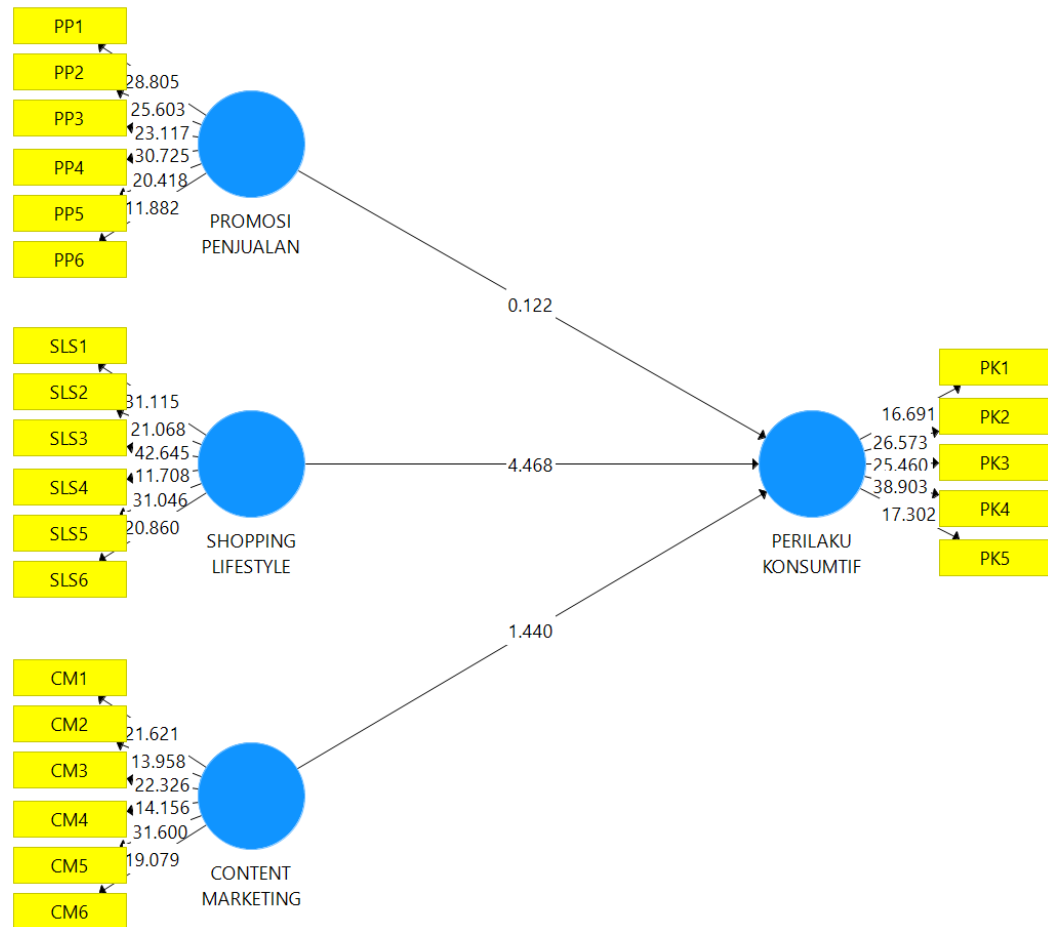 PP1
PP2
PP3
PP4
PP5
PP6
28.805
25.603
23.117
30.725
20.418
11.882
PROMOSI
PENJUALAN
0.122
SLS1
SLS2
SLS3
SLS4
SLS5
SLS6
31.115
21.068
42.645
11.708
31.046
20.860
SHOPPING
LIFESTYLE
4.468
CM1
CM2
CM3
CM4
CM5
CM6
21.621
13.958
22.326
14.156
31.600
19.079
CONTENT
MARKETING
1.440
PERILAKU
KONSUMTIF
16.691
26.573
25.460
38.903
17.302
PK1
PK2
PK3
PK4
PK5